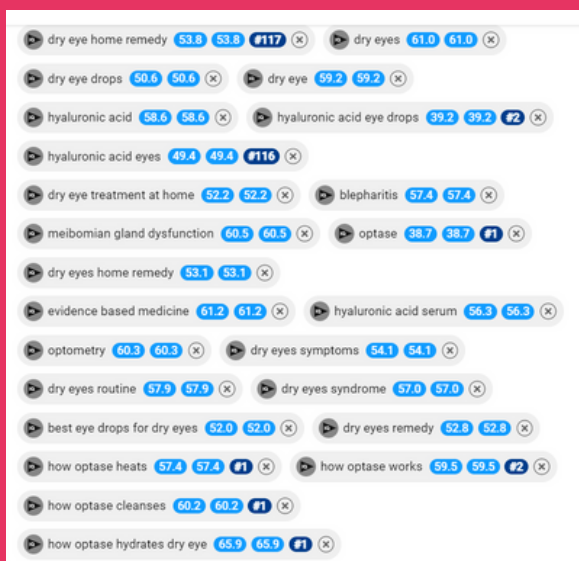 dry eye home remedy 53.8 53.8 #117 dry eyes 61.0 61.0
dry eye drops 50.6 50.6 dry eye 59.2 59.2
hyaluronic acid 58.6 58.6 hyaluronic acid eye drops 39.2 39.2 #2
hyaluronic acid eyes 49.4 49.4 #116
dry eye treatment at home 52.2 52.2 blepharitis 57.4 57.4
meibomian gland dysfunction 60.5 60.5 optase 38.7 38.7 #1
dry eyes home remedy 53.1 53.1
evidence based medicine 61.2 61.2 hyaluronic acid serum 56.3 56.3
optometry 60.3 60.3 dry eyes symptoms 54.1 54.1
dry eyes routine 57.9 57.9 dry eyes syndrome 57.0 57.0
best eye drops for dry eyes 52.0 52.0 dry eyes remedy 52.8 52.8
how optase heats 57.4 57.4 #1 how optase works 59.5 59.5 #2
how optase cleanses 60.2 60.2 #1
how optase hydrates dry eye 65.9 65.9 #1